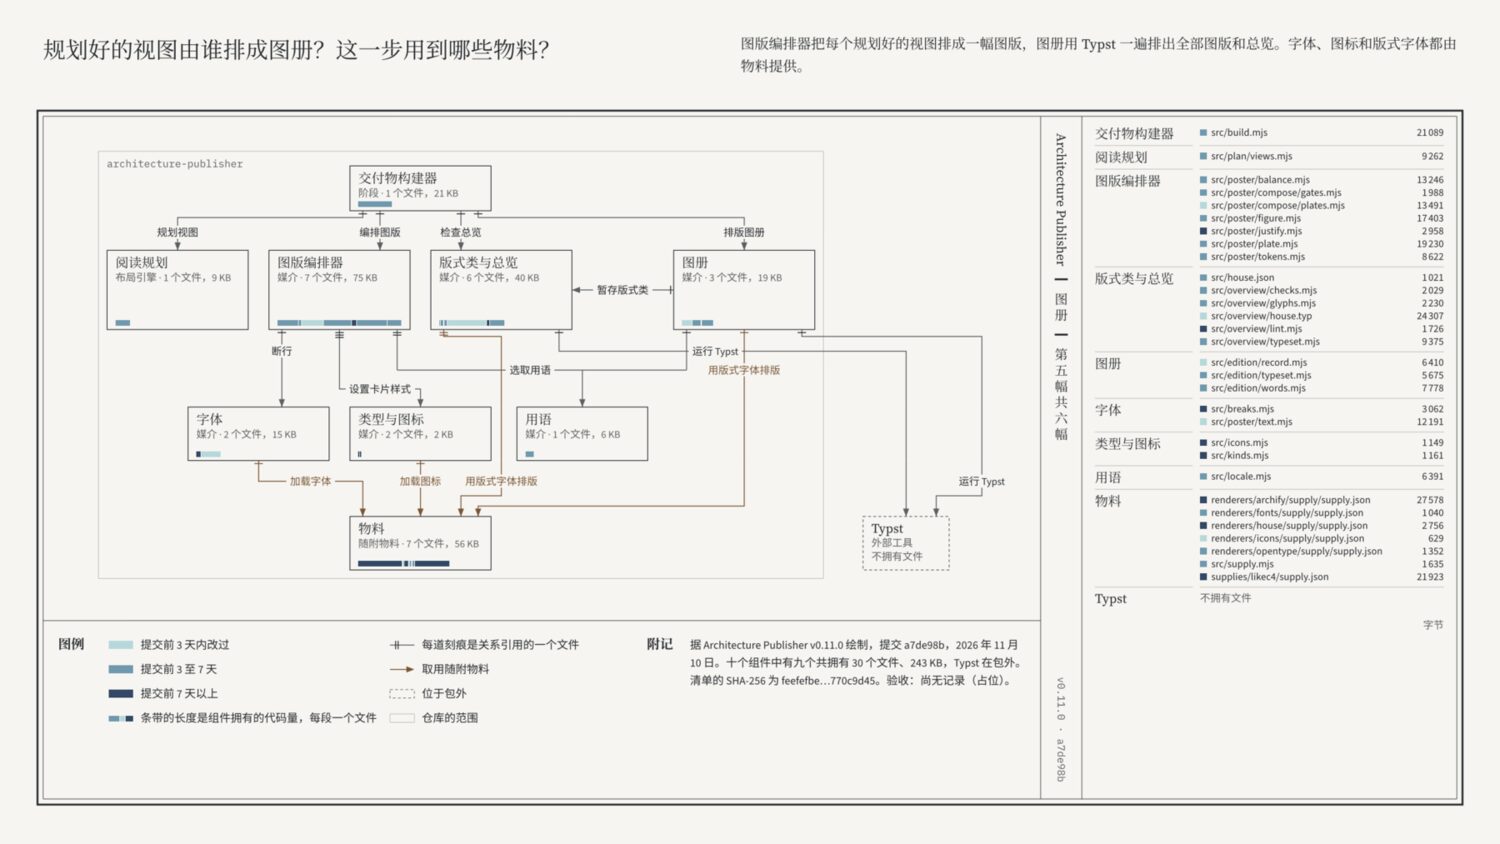 规划好的视图由谁排成图册？这一步用到哪些物料？
图版编排器把每个规划好的视图排成一幅图版，图册用 Typst 一遍排出全部图版和总览。字体、图标和版式字体都由
物料提供。
architecture-publisher
交付物构建器
阶段 · 1 个文件，21 KB
规划视图
编排图版
检查总览
排版图册
阅读规划
布局引擎 · 1 个文件，9 KB
图版编排器
媒介 · 7 个文件，75 KB
版式类与总览
媒介 · 6 个文件，40 KB
图册
媒介 · 3 个文件，19 KB
暂存版式类
断行
运行 Typst
选取用语
用版式字体排版
设置卡片样式
字体
媒介 · 2 个文件，15 KB
类型与图标
媒介 · 2 个文件，2 KB
用语
媒介 · 1 个文件，6 KB
加载字体
加载图标
用版式字体排版
运行 Typst
物料
随附物料 · 7 个文件，56 KB
Typst
外部工具
不拥有文件
图例
提交前 3 天内改过
提交前 3 至 7 天
提交前 7 天以上
条带的长度是组件拥有的代码量，每段一个文件
每道刻痕是关系引用的一个文件
取用随附物料
位于包外
仓库的范围
附记
据 Architecture Publisher v0.11.0 绘制，提交 a7de98b，2026 年 11 月
10 日。十个组件中有九个共拥有 30 个文件、243 KB，Typst 在包外。
清单的 SHA-256 为 feefefbe…770c9d45。验收：尚无记录（占位）。
Architecture Publisher 图册 第五幅共六幅
v0.11.0 · a7de98b
交付物构建器 src/build.mjs 21 089
阅读规划 src/plan/views.mjs 9 262
图版编排器 src/poster/balance.mjs 13 246
src/poster/compose/gates.mjs 1 988
src/poster/compose/plates.mjs 13 491
src/poster/figure.mjs 17 403
src/poster/justify.mjs 2 958
src/poster/plate.mjs 19 230
src/poster/tokens.mjs 8 622
版式类与总览 src/house.json 1 021
src/overview/checks.mjs 2 029
src/overview/glyphs.mjs 2 230
src/overview/house.typ 24 307
src/overview/lint.mjs 1 726
src/overview/typeset.mjs 9 375
图册 src/edition/record.mjs 6 410
src/edition/typeset.mjs 5 675
src/edition/words.mjs 7 778
字体 src/breaks.mjs 3 062
src/poster/text.mjs 12 191
类型与图标 src/icons.mjs 1 149
src/kinds.mjs 1 161
用语 src/locale.mjs 6 391
物料 renderers/archify/supply/supply.json 27 578
renderers/fonts/supply/supply.json 1 040
renderers/house/supply/supply.json 2 756
renderers/icons/supply/supply.json 629
renderers/opentype/supply/supply.json 1 352
src/supply.mjs 1 635
supplies/likec4/supply.json 21 923
Typst 不拥有文件
字节